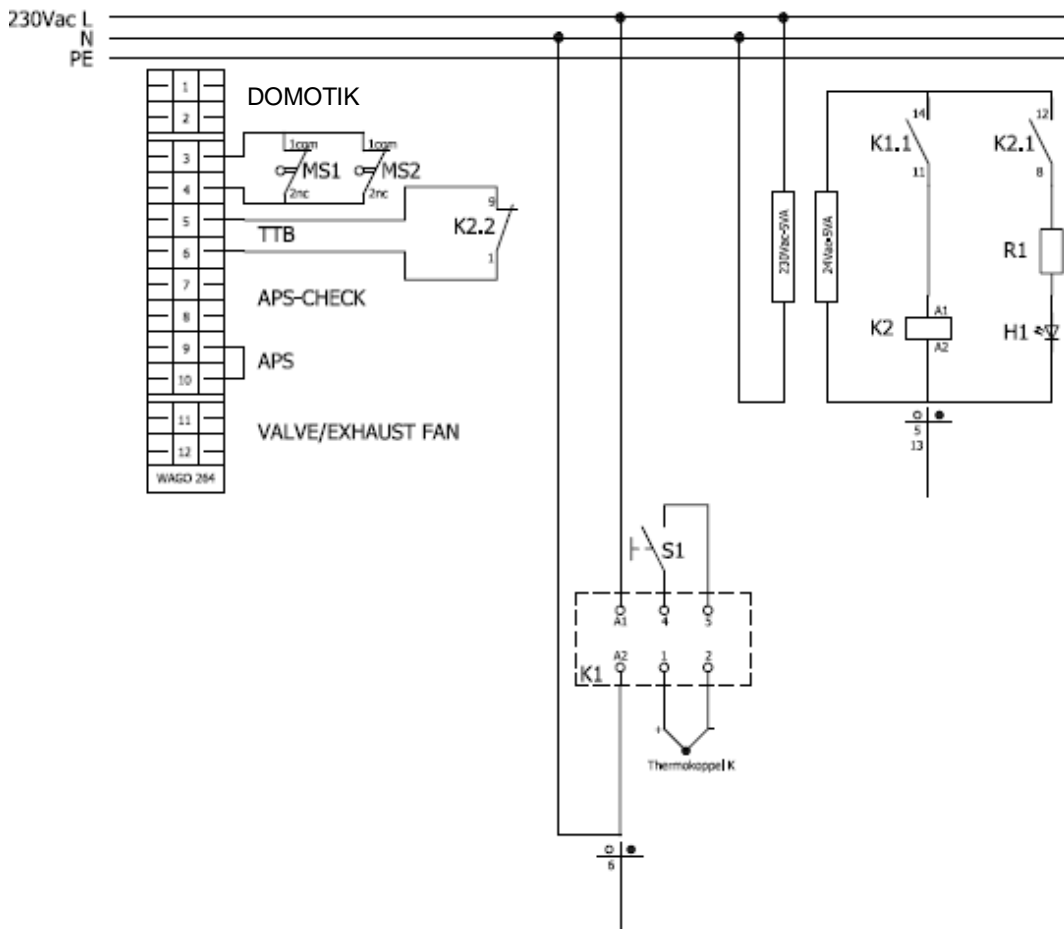 230Vac L
N
PE
1
2
3
4
5
6
7
8
9
10
11
12
WAGO 264
DOMOTIK
1com
MS1
2nc
1com
MS2
2nc
TTB
9
K2.2
1
APS-CHECK
APS
VALVE/EXHAUST FAN
230Vac-5VA
24Vac-5VA
14
K1.1
11
K2
A1
A2
12
K2.1
8
R1
H1
5
13
S1
A1
4
A2
1
2
K1
+
-
Thermokoppel K
6